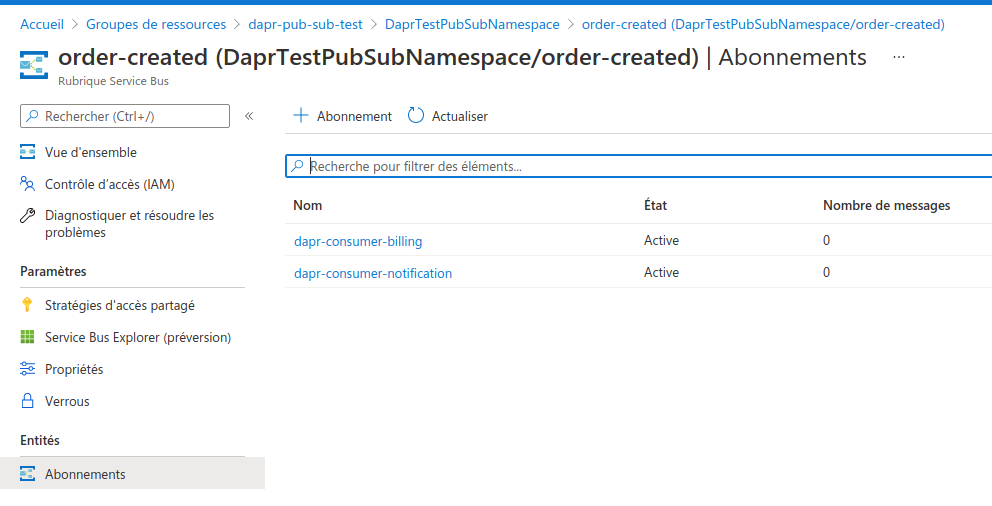 Accueil > Groupes de ressources > dapr-pub-sub-test > DaprTestPubSubNamespace > order-created (DaprTestPubSubNamespace/order-created)
order-created (DaprTestPubSubNamespace/order-created) | Abonnements ...
Rubrique Service Bus
Rechercher (Ctrl+/) «
Vue d'ensemble
Contrôle d'accès (IAM)
Diagnostiquer et résoudre les
problèmes
Paramètres
Stratégies d'accès partagé
Service Bus Explorer (préversion)
Propriétés
Verrous
Entités
Abonnements
+ Abonnement Actualiser
Recherche pour filtrer des éléments...
Nom État Nombre de messages
dapr-consumer-billing Active 0
dapr-consumer-notification Active 0